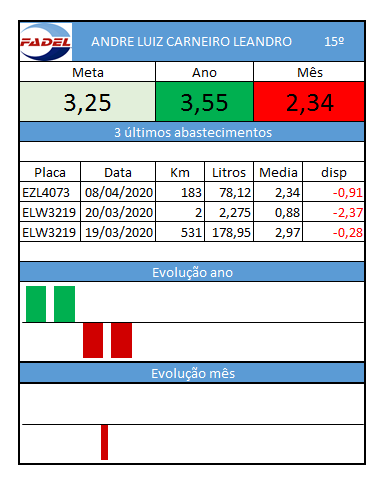 FADEL
ANDRE LUIZ CARNEIRO LEANDRO 15º
Meta Ano Mês
3,25 3,55 2,34
3 últimos abastecimentos
Placa Data Km Litros Media disp
EZL4073 08/04/2020 183 78,12 2,34 -0,91
ELW3219 20/03/2020 2 2,275 0,88 -2,37
ELW3219 19/03/2020 531 178,95 2,97 -0,28
Evolução ano
Evolução mês